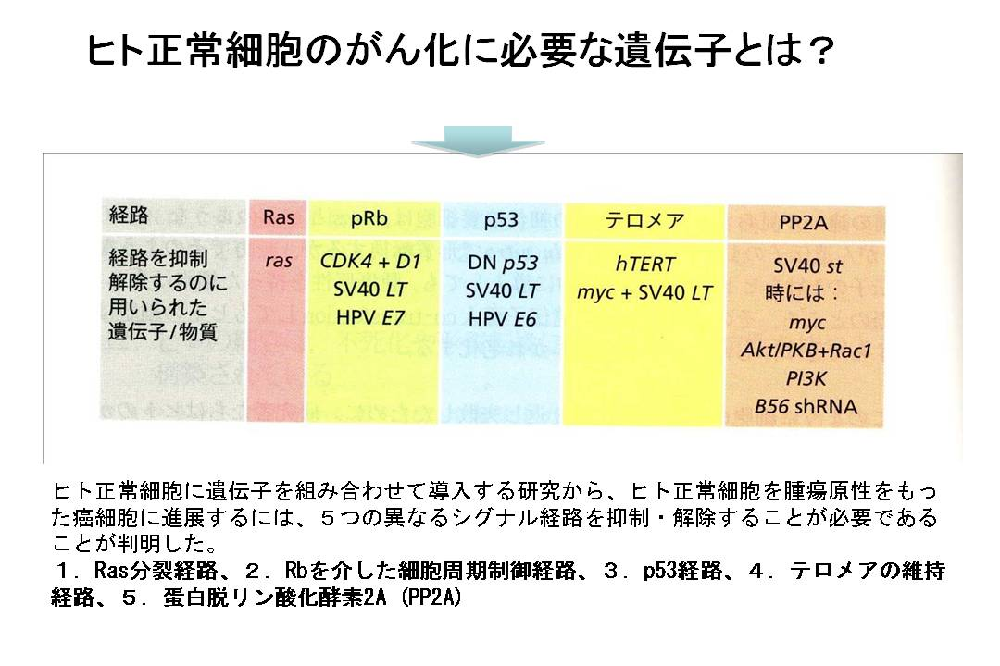 ヒト正常細胞のがん化に必要な遺伝子とは？
経路 Ras pRb p53 テロメア PP2A
経路を抑制 ras CDK4 + D1 DN p53 hTERT SV40 st
解除するのに SV40 LT SV40 LT myc + SV40 LT 時には：
用いられた HPV E7 HPV E6 myc
遺伝子/物質 Akt/PKB+Rac1
PI3K
B56 shRNA
ヒト正常細胞に遺伝子を組み合わせて導入する研究から、ヒト正常細胞を腫瘍原性をもっ
た癌細胞に進展するには、５つの異なるシグナル経路を抑制・解除することが必要である
ことが判明した。
１．Ras分裂経路、２．Rbを介した細胞周期制御経路、３．p53経路、４．テロメアの維持
経路、５．蛋白脱リン酸化酵素2A (PP2A)